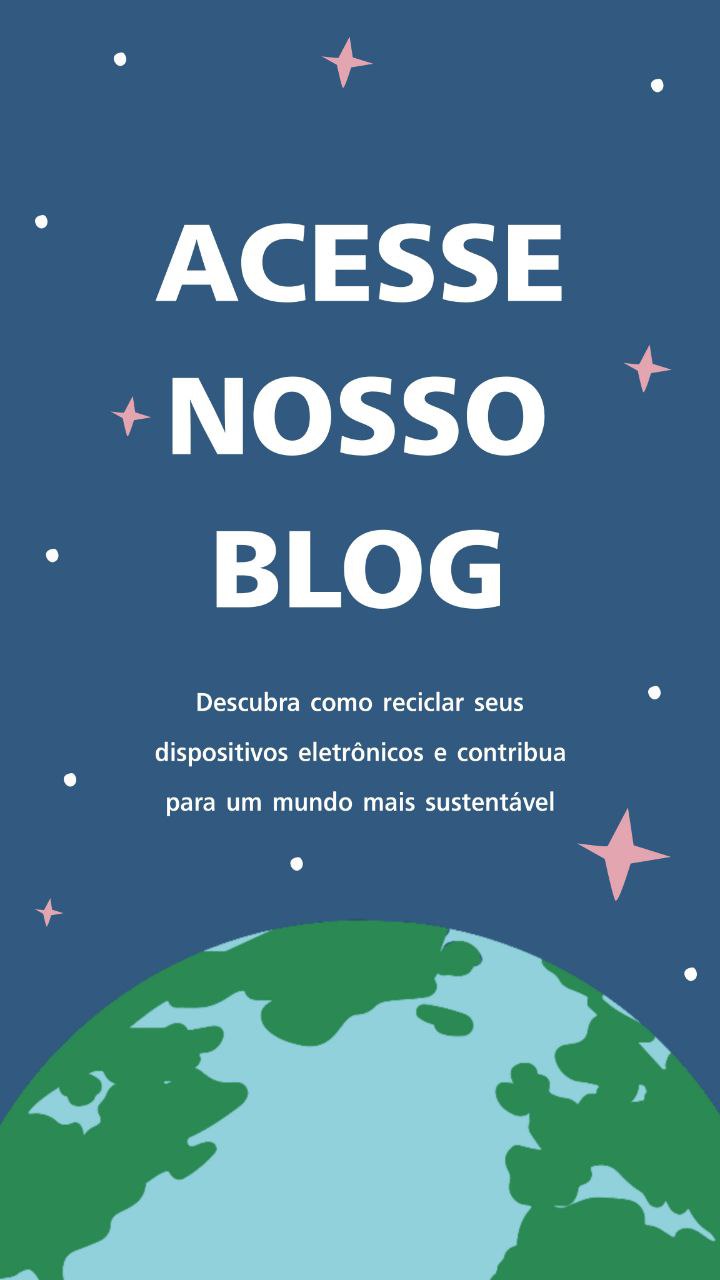 ACESSE
NOSSO
BLOG
Descubra como reciclar seus
dispositivos eletrônicos e contribua
para um mundo mais sustentável